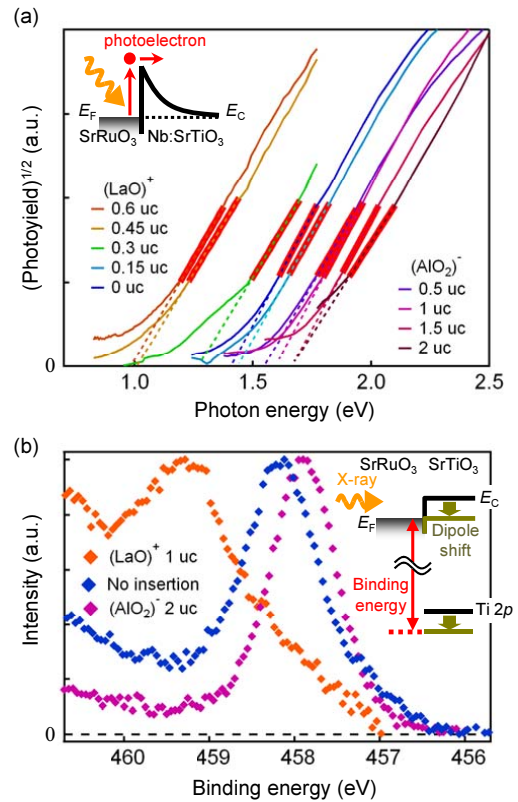 (a)
photoelectron
E_F
E_C
SrRuO₃ Nb:SrTiO₃
(LaO)⁺
0.6 uc
0.45 uc
0.3 uc
0.15 uc
0 uc
(AlO₂)⁻
0.5 uc
1 uc
1.5 uc
2 uc
(Photoyield)^1/2 (a.u.)
0
1.0 1.5 2.0 2.5
Photon energy (eV)
(b)
SrRuO₃ SrTiO₃
X-ray
E_C
E_F
Dipole
shift
Binding
energy
Ti 2p
(LaO)⁺ 1 uc
No insertion
(AlO₂)⁻ 2 uc
Intensity (a.u.)
0
460 459 458 457 456
Binding energy (eV)